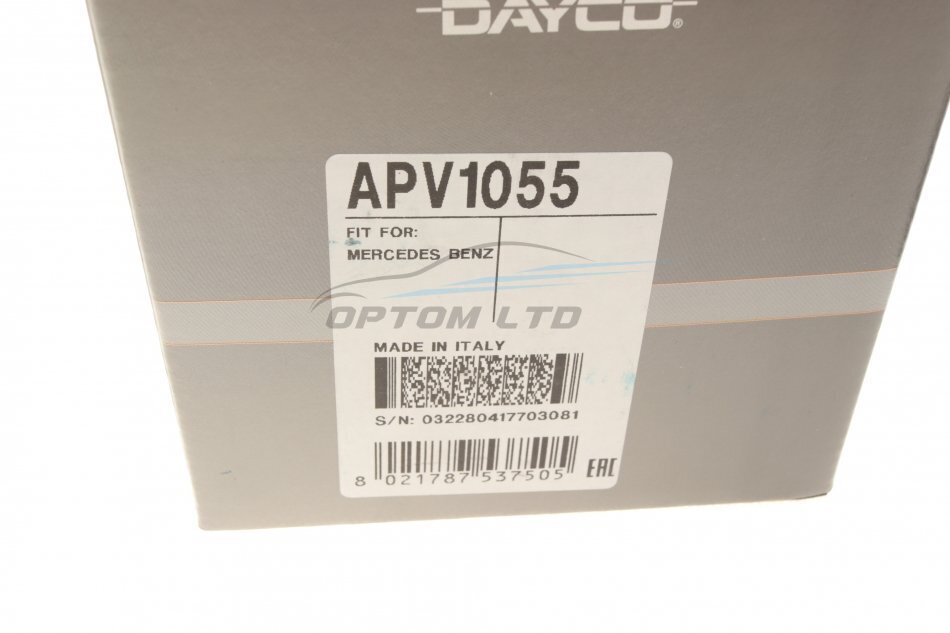 DAYCO®
APV1055
FIT FOR:
MERCEDES BENZ
OPTOM LTD
MADE IN ITALY
S/N: 032280417703081
8 021787 537505
EAC